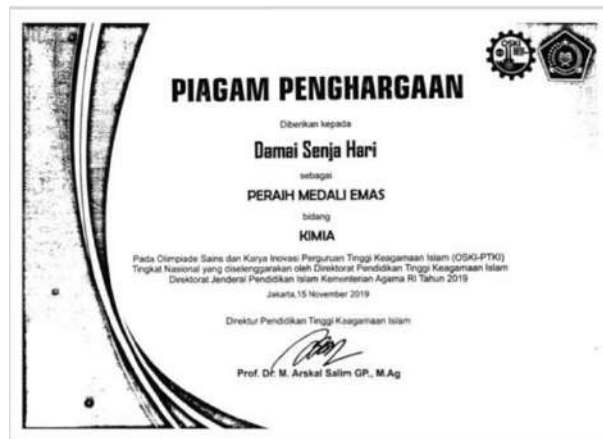 OSKI
PIAGAM PENGHARGAAN
Diberikan kepada
Damai Senja Hari
sebagai
PERAIH MEDALI EMAS
bidang
KIMIA
Pada Olimpiade Sains dan Karya Inovasi Perguruan Tinggi Keagamaan Islam (OSKI-PTKI)
Tingkat Nasional yang diselenggarakan oleh Direktorat Pendidikan Tinggi Keagamaan Islam
Direktorat Jenderal Pendidikan Islam Kementerian Agama RI Tahun 2019
Jakarta,15 November 2019
Direktur Pendidikan Tinggi Keagamaan Islam
Prof. Dr. M. Arskal Salim GP., M.Ag